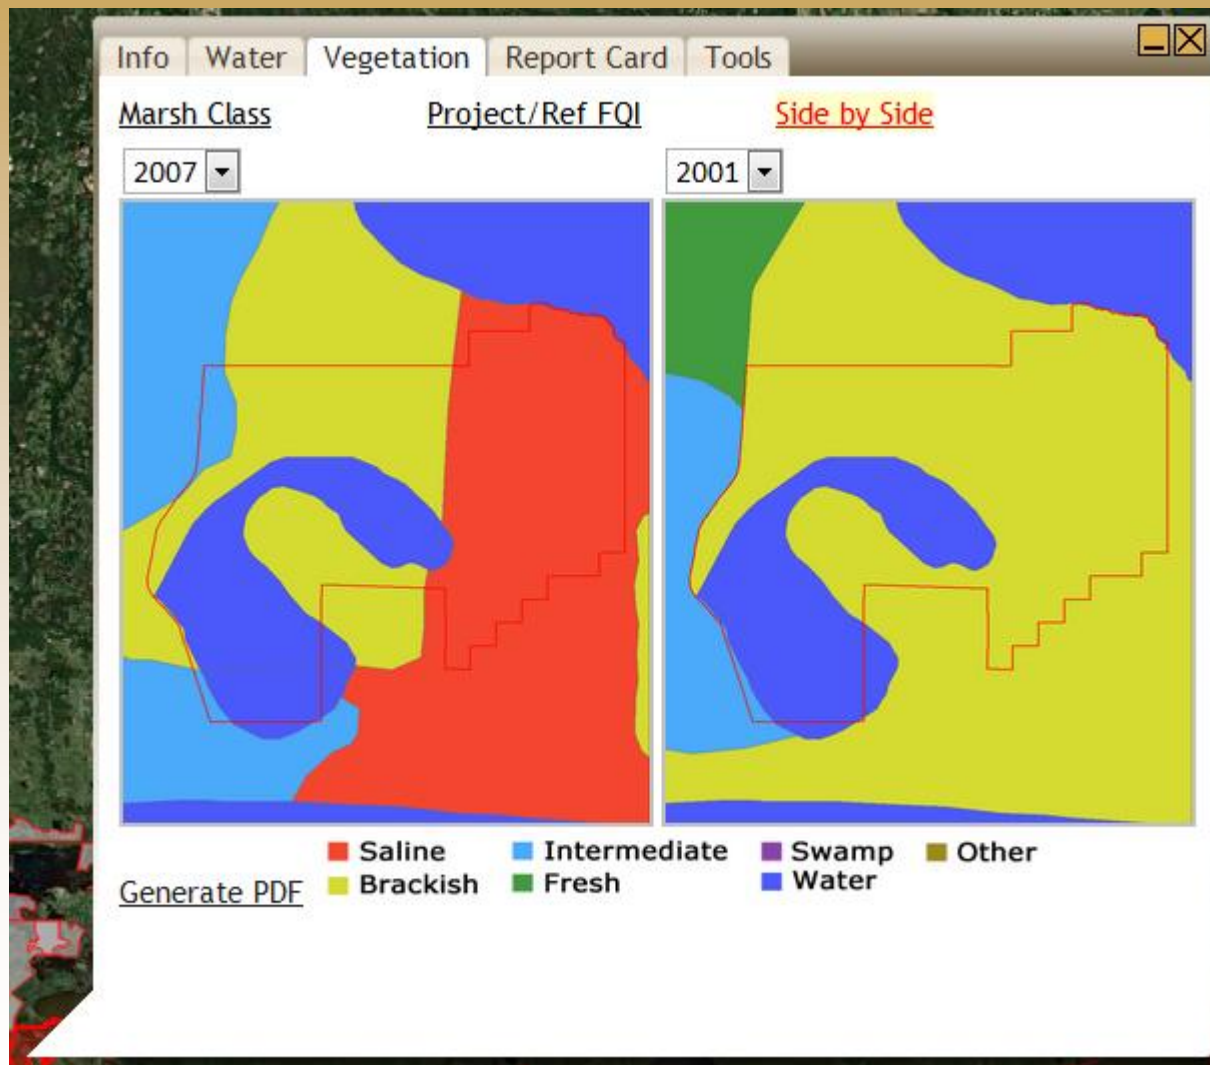 Info Water Vegetation Report Card Tools
Marsh Class Project/Ref FQI Side by Side
2007 2001
Saline Intermediate Swamp Other
Brackish Fresh Water
Generate PDF